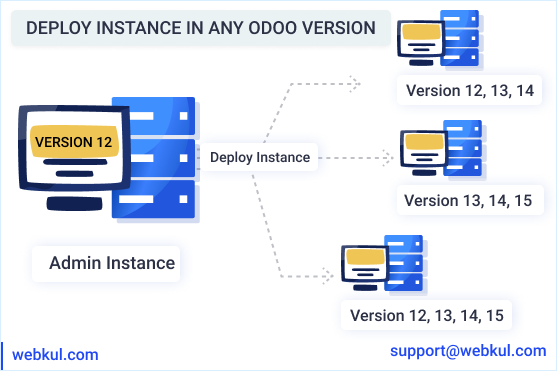 DEPLOY INSTANCE IN ANY ODOO VERSION
Version 12, 13, 14
VERSION 12
Deploy Instance
Version 13, 14, 15
Admin Instance
Version 12, 13, 14, 15
webkul.com
support@webkul.com